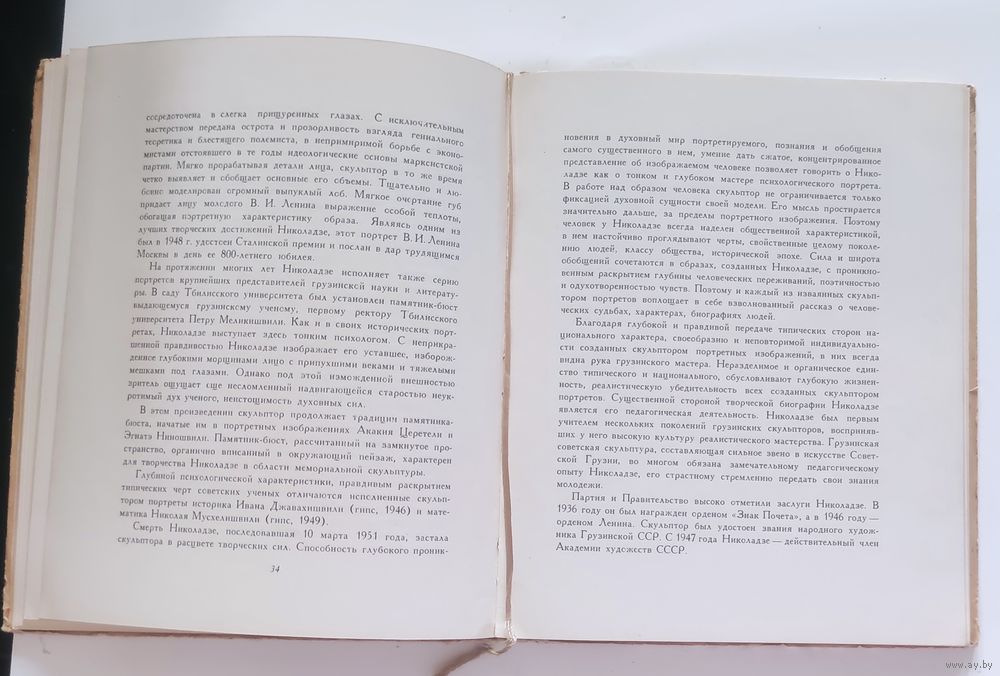 сосредоточена в слегка прищуренных глазах. С исключительным
мастерством передана острота и прозорливость взгляда гениального
теоретика и блестящего полемиста, в непримиримой борьбе с эконо-
мистами отстоявшего в те годы идеологические основы марксистской
партии. Мягко прорабатывая детали лица, скульптор в то же время
четко выявляет и обобщает основные его объемы. Тщательно и лю-
бовно моделирован огромный выпуклый лоб. Мягкое очертание губ
придает лицу молодого В. И. Ленина выражение особой теплоты,
обогащая портретную характеристику образа. Являясь одним из
лучших творческих достижений Николадзе, этот портрет В. И. Ленина
был в 1948 г. удостоен Сталинской премии и послан в дар трудящимся
Москвы в день ее 800-летнего юбилея.
На протяжении многих лет Николадзе исполняет также серию
портретов крупнейших представителей грузинской науки и литерату-
ры. В саду Тбилисского университета был установлен памятник-бюст
выдающемуся грузинскому ученому, первому ректору Тбилисского
университета Петру Меликишвили. Как и в своих исторических порт-
ретах, Николадзе выступает здесь тонким психологом. С неприкра-
шенной правдивостью Николадзе изображает его уставшее, изборож-
денное глубокими морщинами лицо с припухшими веками и тяжелыми
мешками под глазами. Однако под этой изможденной внешностью
зритель ощущает еще несломленный надвигающейся старостью неук-
ротимый дух ученого, неистощимость духовных сил.
В этом произведении скульптор продолжает традиции памятника-
бюста, начатые им в портретных изображениях Акакия Церетели и
Эгнатэ Ниношвили. Памятник-бюст, рассчитанный на замкнутое про-
странство, органично вписанный в окружающий пейзаж, характерен
для творчества Николадзе в области мемориальной скульптуры.
Глубиной психологической характеристики, правдивым раскрытием
типических черт советских ученых отличаются исполненные скульп-
тором портреты историка Ивана Джавахишвили (гипс, 1946) и мате-
матика Николая Мусхелишвили (гипс, 1949).
Смерть Николадзе, последовавшая 10 марта 1951 года, застала
скульптора в расцвете творческих сил. Способность глубокого проник-
34
новения в духовный мир портретируемого, познания и обобщения
самого существенного в нем, умение дать сжатое, концентрированное
представление об изображаемом человеке позволяет говорить о Нико-
ладзе как о тонком и глубоком мастере психологического портрета.
В работе над образом человека скульптор не ограничивается только
фиксацией духовной сущности своей модели. Его мысль простирается
значительно дальше, за пределы портретного изображения. Поэтому
человек у Николадзе всегда наделен общественной характеристикой,
в нем настойчиво проглядывают черты, свойственные целому поколе-
нию людей, классу общества, исторической эпохе. Сила и широта
обобщений сочетаются в образах, созданных Николадзе, с проникно-
венным раскрытием глубины человеческих переживаний, поэтичностью
и одухотворенностью чувств. Поэтому и каждый из изваянных скульп-
тором портретов воплощает в себе взволнованный рассказ о челове-
ческих судьбах, характерах, биографиях людей.
Благодаря глубокой и правдивой передаче типических сторон на-
ционального характера, своеобразию и неповторимой индивидуально-
сти созданных скульптором портретных изображений, в них всегда
видна рука грузинского мастера. Нераздельное и органическое един-
ство типического и национального, обусловливают глубокую жизнен-
ность, реалистическую убедительность всех созданных скульптором
портретов. Существенной стороной творческой биографии Николадзе
является его педагогическая деятельность. Николадзе был первым
учителем нескольких поколений грузинских скульпторов, восприняв-
ших у него высокую культуру реалистического мастерства. Грузинская
советская скульптура, составляющая сильное звено в искусстве Совет-
ской Грузии, во многом обязана замечательному педагогическому
опыту Николадзе, его страстному стремлению передать свои знания
молодежи.
Партия и Правительство высоко отметили заслуги Николадзе. В
1936 году он был награжден орденом «Знак Почета», а в 1946 году —
орденом Ленина. Скульптор был удостоен звания народного худож-
ника Грузинской ССР. С 1947 года Николадзе — действительный член
Академии художеств СССР.
www.ay.by